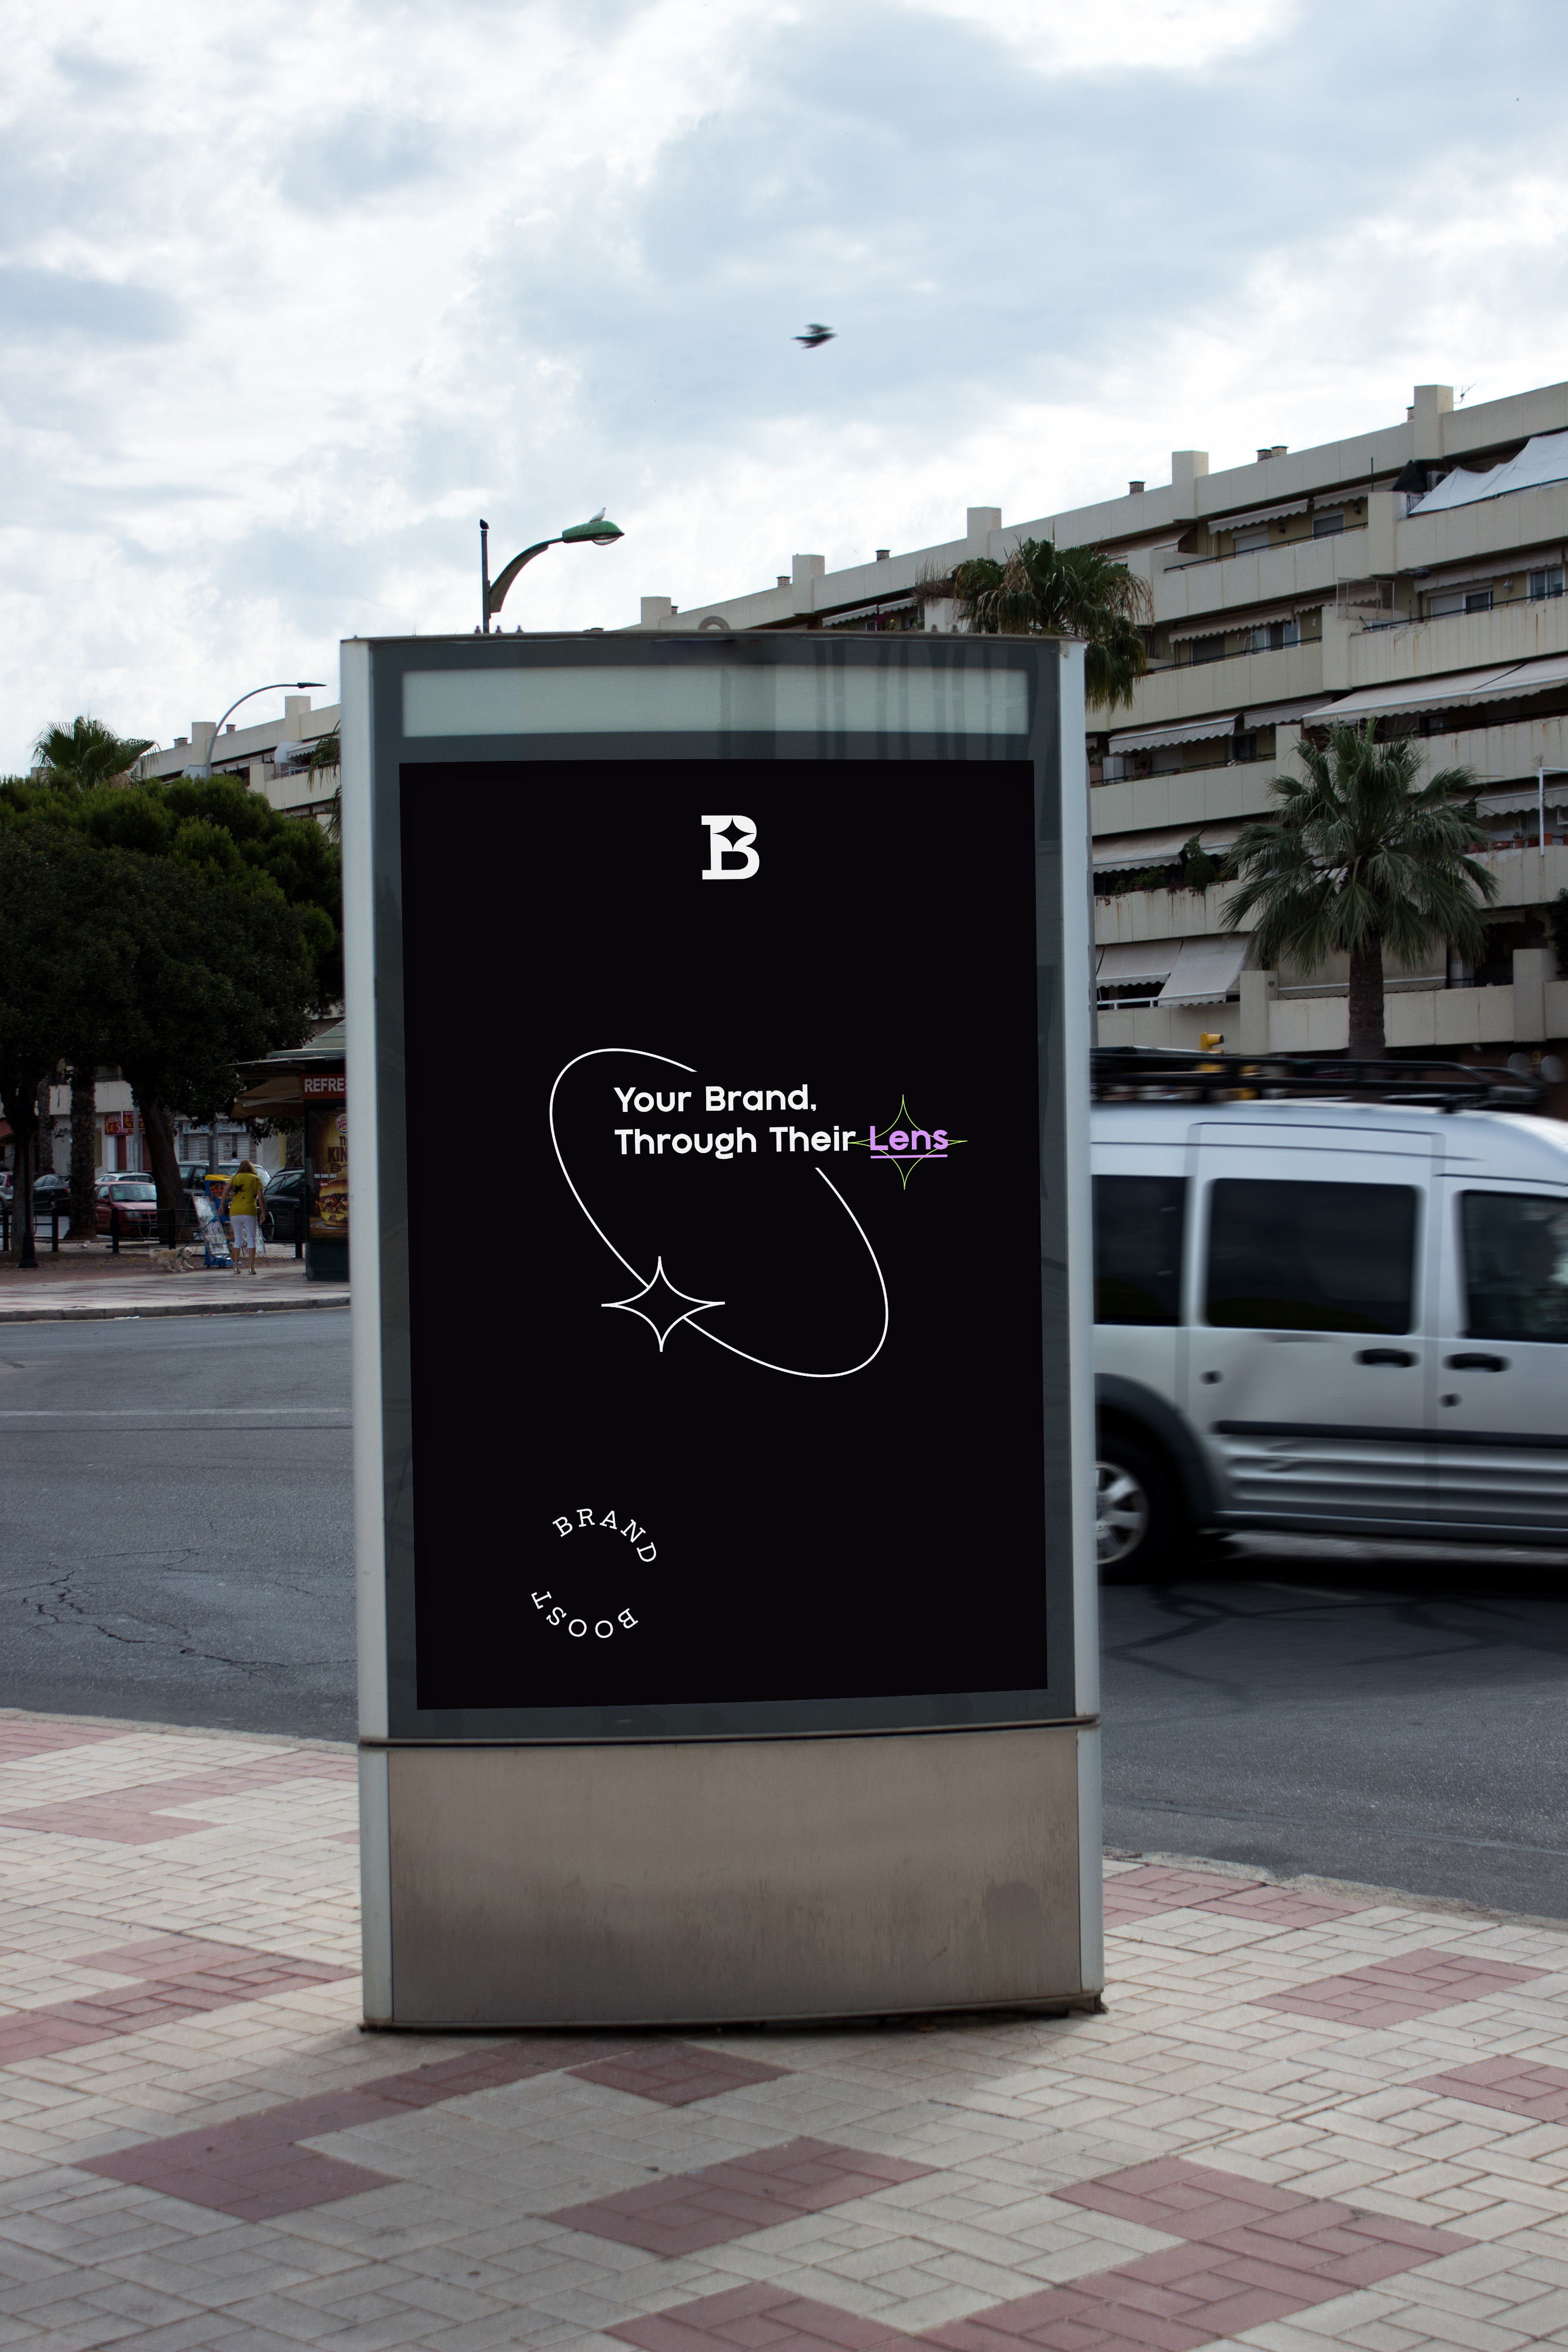 B
Your Brand,
Through Their Lens
BRAND
BOOST
REFRE